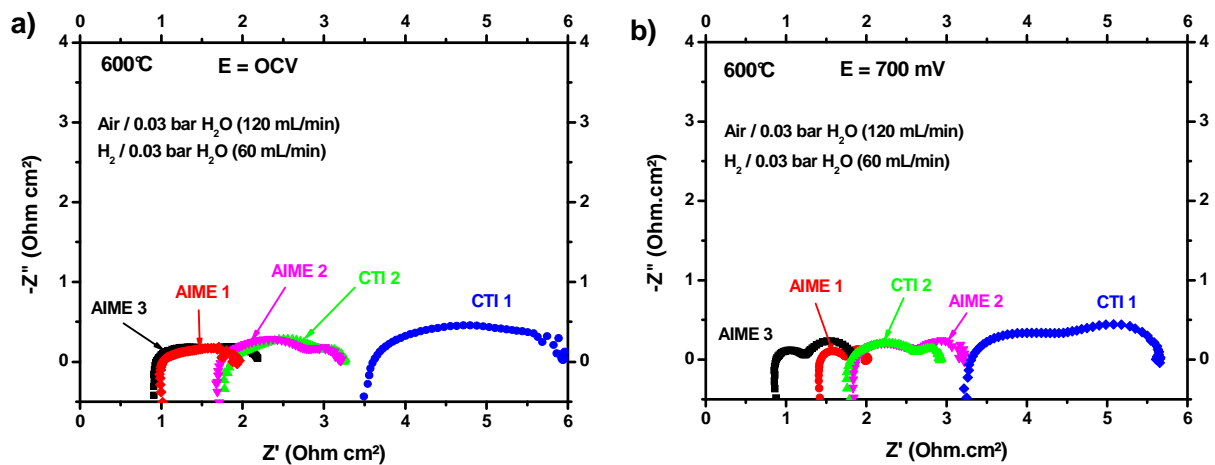 a)
0 1 2 3 4 5 6
600°C E = OCV
Air / 0.03 bar H₂O (120 mL/min)
H₂ / 0.03 bar H₂O (60 mL/min)
AIME 3
AIME 1
AIME 2
CTI 2
CTI 1
4
3
2
1
0
4
3
2
1
0
-Z" (Ohm cm²)
0 1 2 3 4 5 6
Z' (Ohm cm²)
b)
0 1 2 3 4 5 6
600°C E = 700 mV
Air / 0.03 bar H₂O (120 mL/min)
H₂ / 0.03 bar H₂O (60 mL/min)
AIME 3
AIME 1
CTI 2
AIME 2
CTI 1
4
3
2
1
0
4
3
2
1
0
-Z" (Ohm.cm²)
0 1 2 3 4 5 6
Z' (Ohm.cm²)